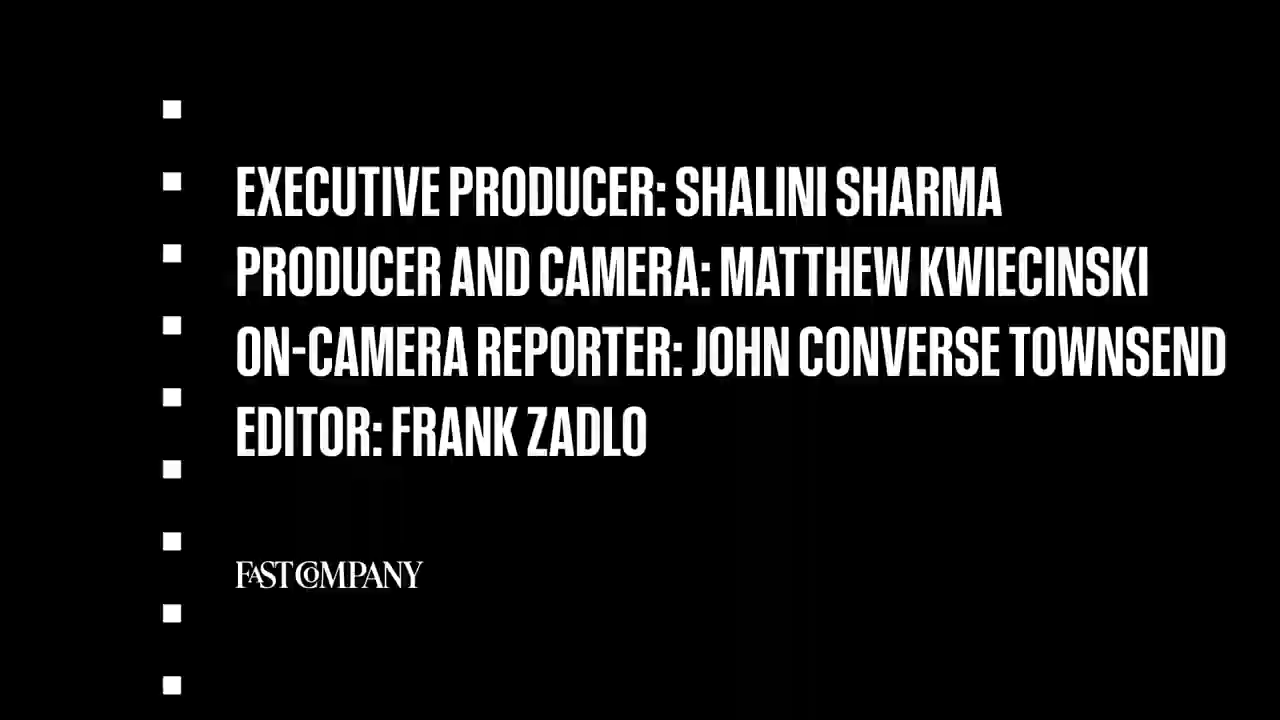 EXECUTIVE PRODUCER: SHALINI SHARMA
PRODUCER AND CAMERA: MATTHEW KWIECINSKI
ON-CAMERA REPORTER: JOHN CONVERSE TOWNSEND
EDITOR: FRANK ZADLO
FAST COMPANY